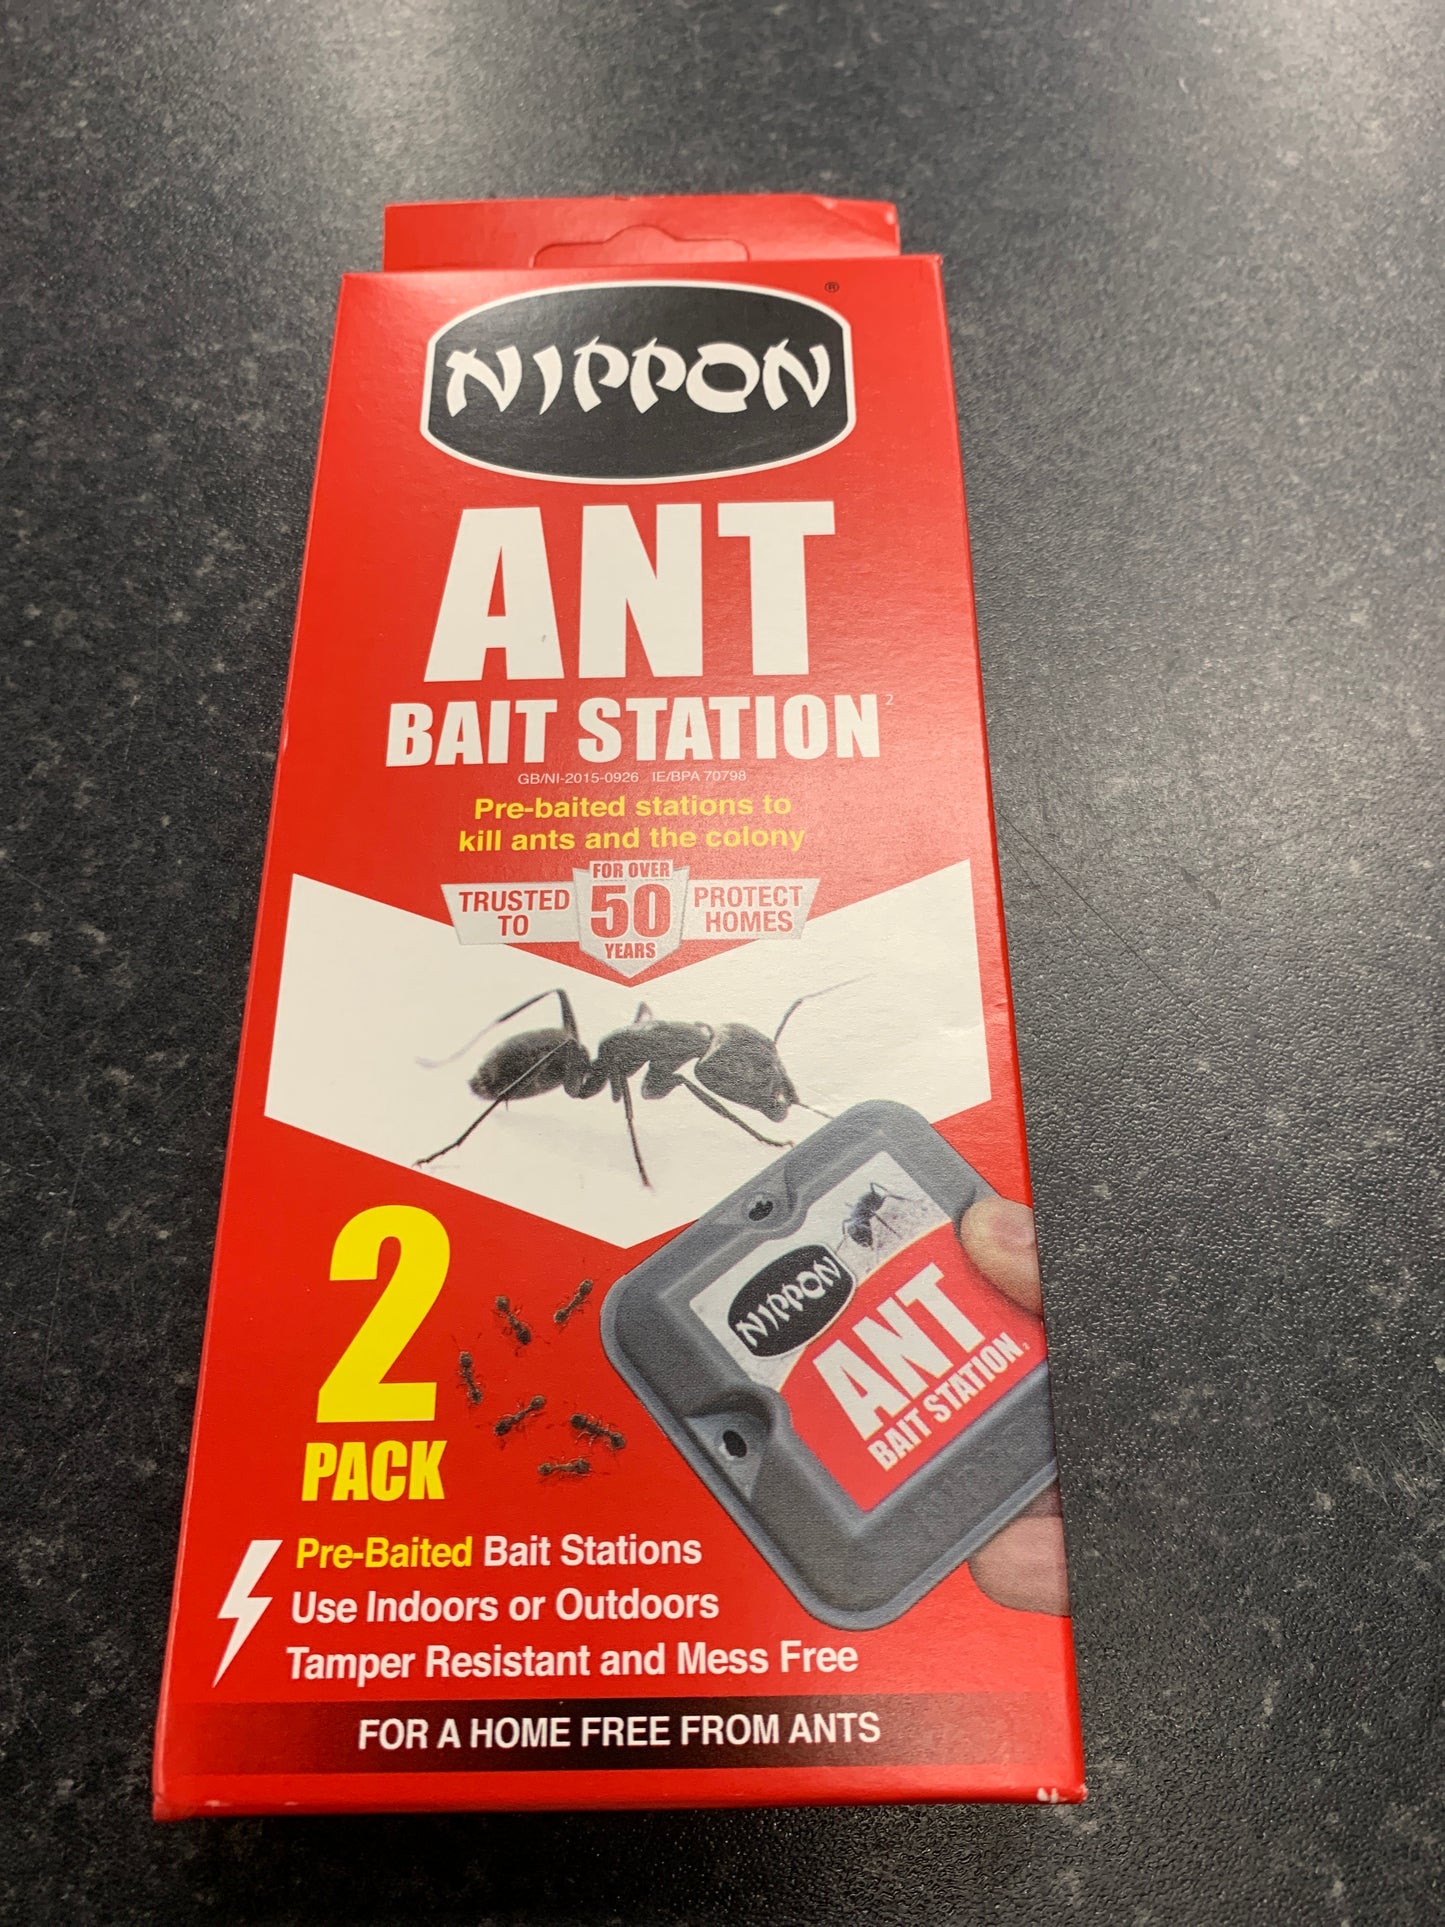 NIPPON®
ANT
BAIT STATION²
GB/NI-2015-0926 IE/BPA 70798
Pre-baited stations to
kill ants and the colony
TRUSTED
TO
FOR OVER
50
YEARS
PROTECT
HOMES
NIPPON
ANT
BAIT STATION²
2
PACK
Pre-Baited Bait Stations
Use Indoors or Outdoors
Tamper Resistant and Mess Free
FOR A HOME FREE FROM ANTS